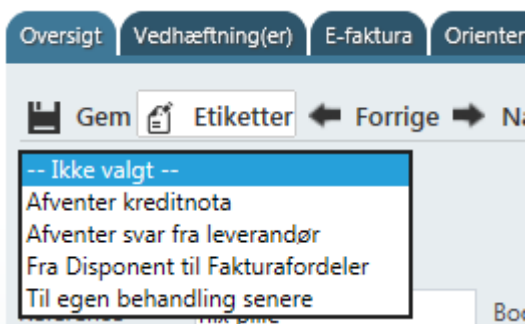 Oversigt Vedhæftning(er) E-faktura
Gem Etiketter Forrige
-- Ikke valgt --
Afventer kreditnota
Afventer svar fra leverandør
Fra Disponent til Fakturafordeler
Til egen behandling senere